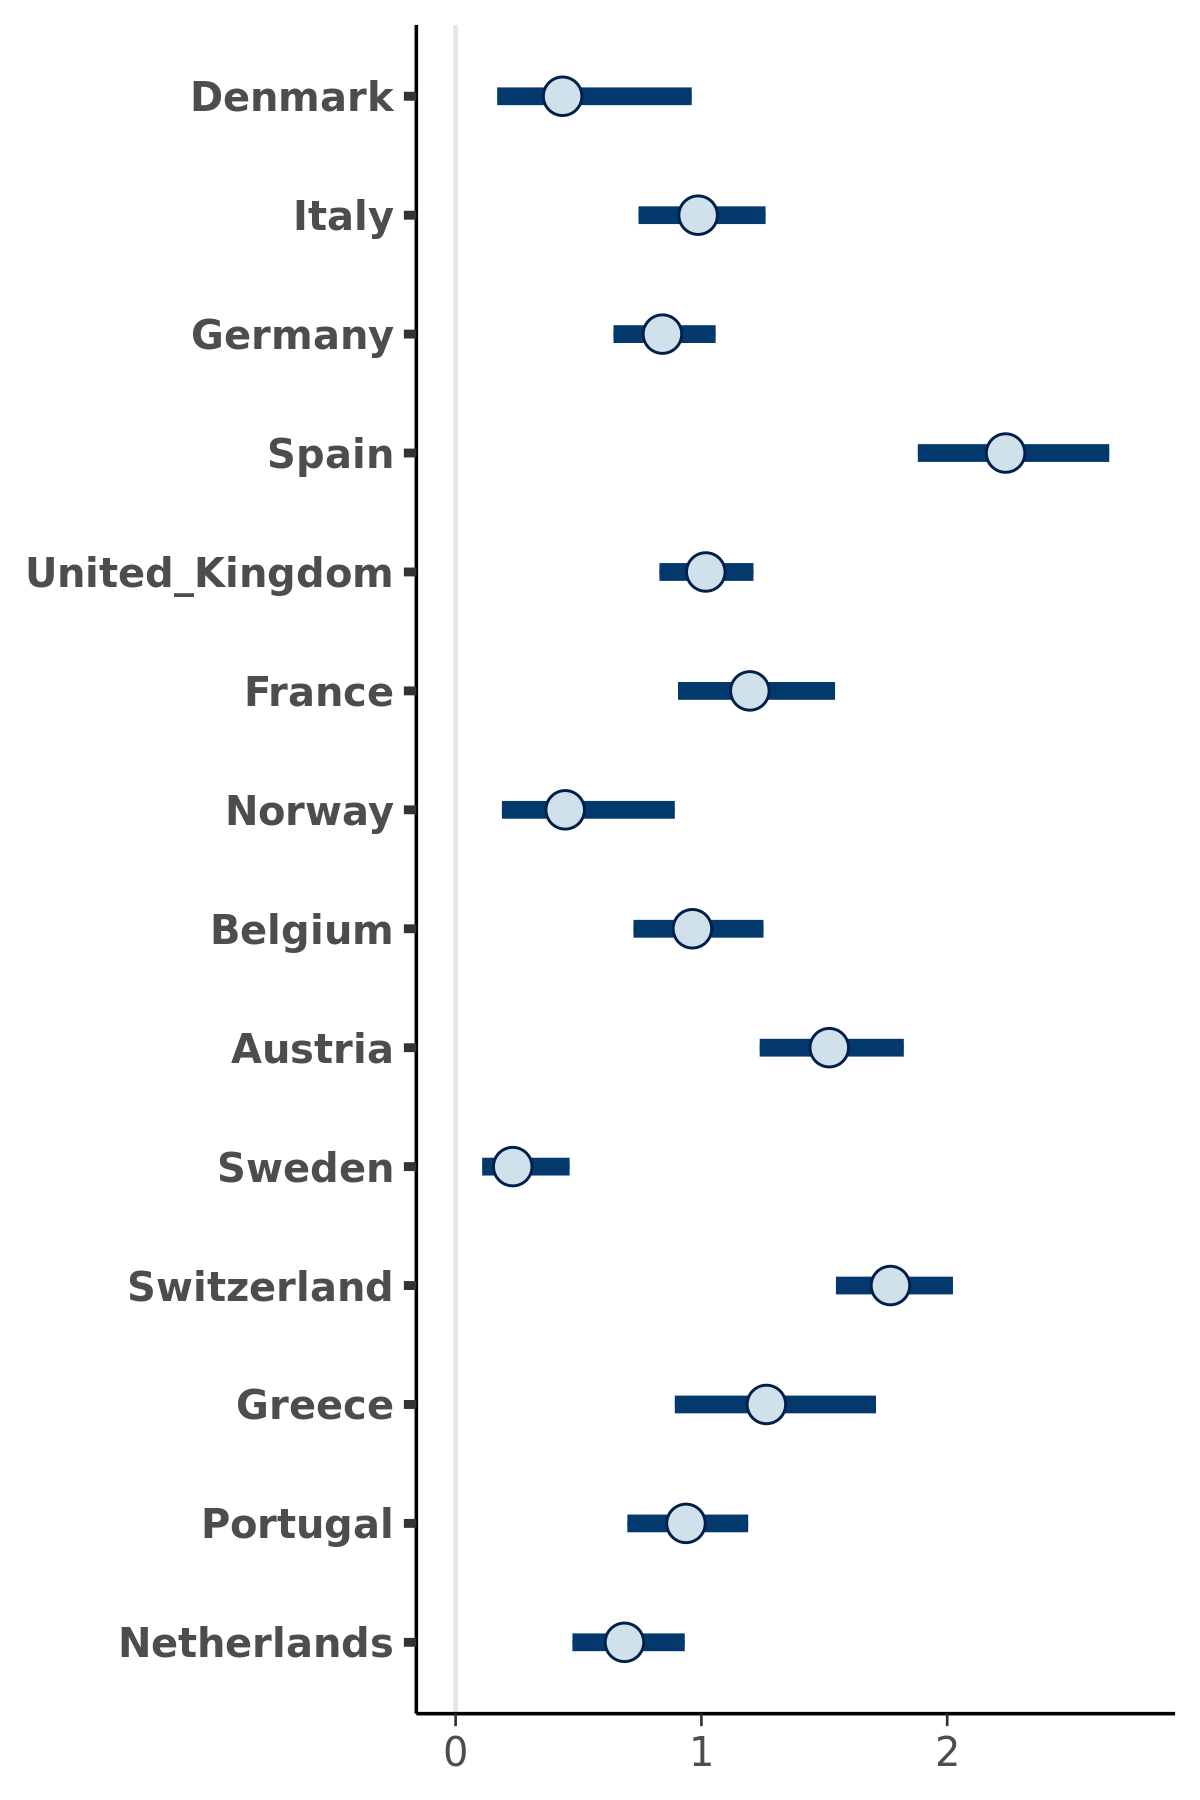 Denmark
Italy
Germany
Spain
United_Kingdom
France
Norway
Belgium
Austria
Sweden
Switzerland
Greece
Portugal
Netherlands
0 1 2